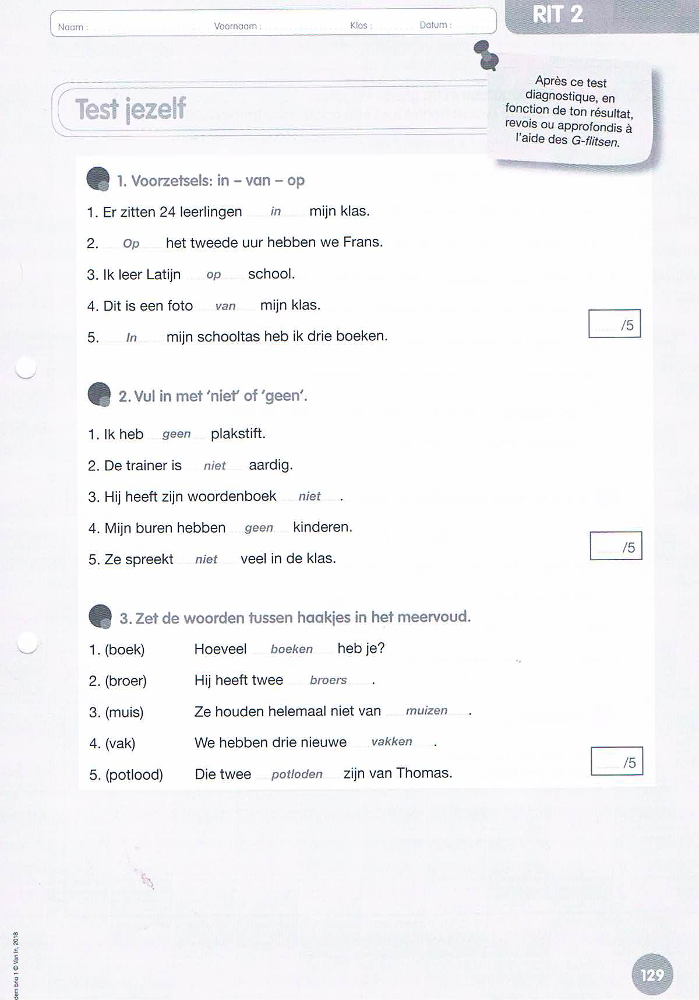 Naam : Voornaam : Klas : Datum :
RIT 2
Après ce test
diagnostique, en
fonction de ton résultat,
revois ou approfondis à
l'aide des G-flitsen.
Test jezelf
1. Voorzetsels: in – van – op
1. Er zitten 24 leerlingen in mijn klas.
2. Op het tweede uur hebben we Frans.
3. Ik leer Latijn op school.
4. Dit is een foto van mijn klas.
5. In mijn schooltas heb ik drie boeken.
/5
2. Vul in met 'niet' of 'geen'.
1. Ik heb geen plakstift.
2. De trainer is niet aardig.
3. Hij heeft zijn woordenboek niet .
4. Mijn buren hebben geen kinderen.
5. Ze spreekt niet veel in de klas.
/5
3. Zet de woorden tussen haakjes in het meervoud.
1. (boek) Hoeveel boeken heb je?
2. (broer) Hij heeft twee broers .
3. (muis) Ze houden helemaal niet van muizen .
4. (vak) We hebben drie nieuwe vakken .
5. (potlood) Die twee potloden zijn van Thomas.
/5
dem brio 1 © Van In, 2018
129